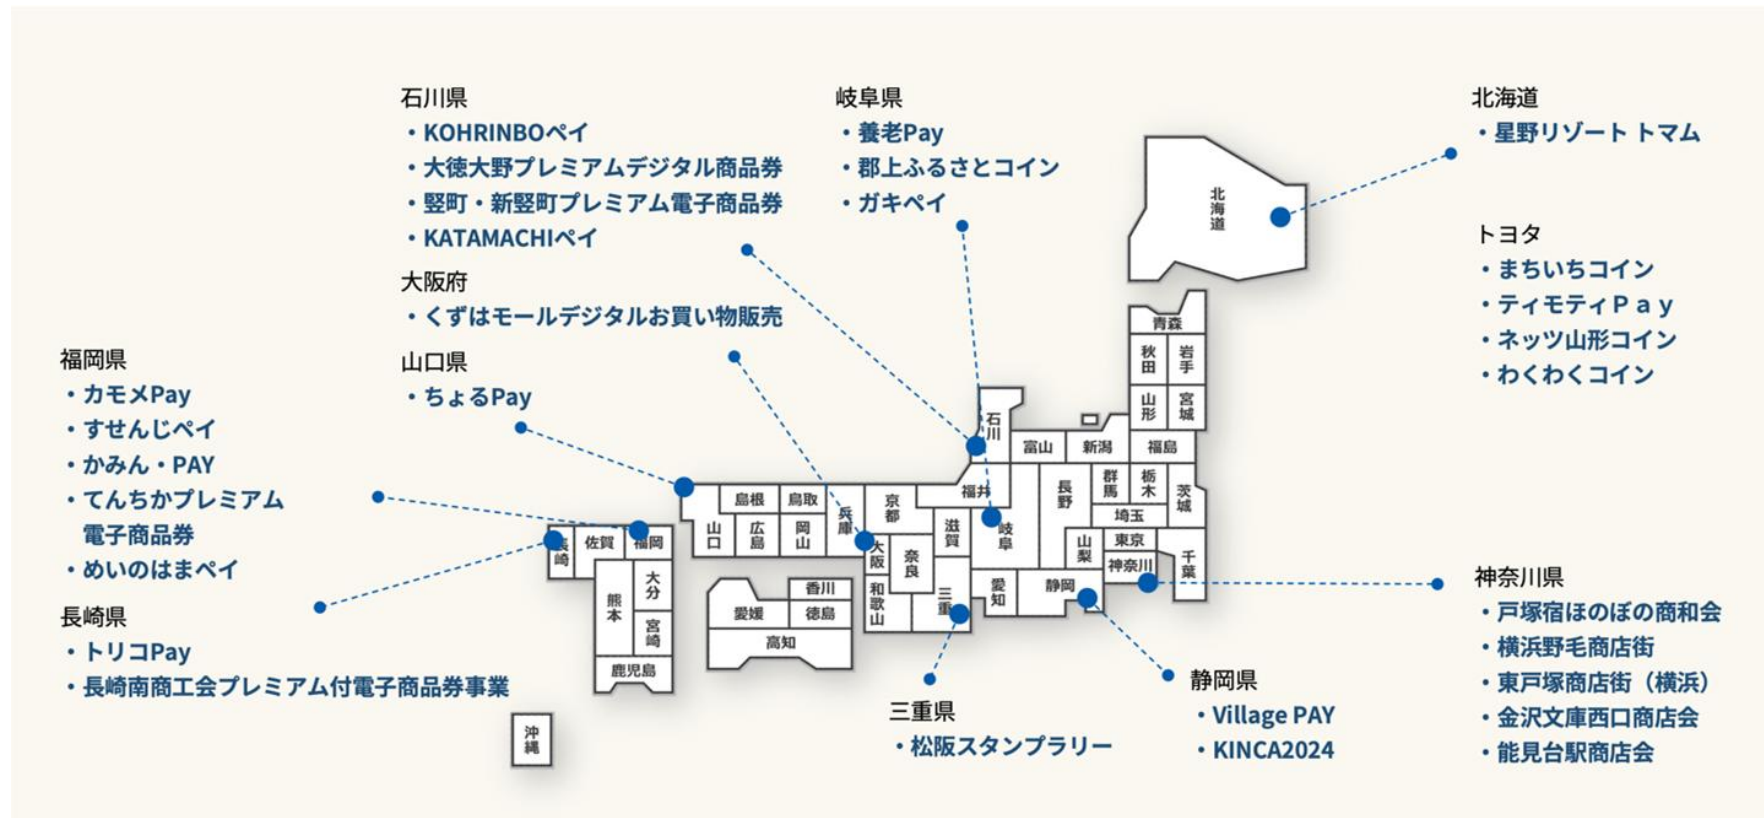 石川県
・KOHRINBOペイ
・大徳大野プレミアムデジタル商品券
・竪町・新竪町プレミアム電子商品券
・KATAMACHIペイ
大阪府
・くずはモールデジタルお買い物販売
山口県
・ちょるPay
岐阜県
・養老Pay
・郡上ふるさとコイン
・ガキペイ
北海道
・星野リゾート トマム
トヨタ
・まちいちコイン
・ティモティPay
・ネッツ山形コイン
・わくわくコイン
福岡県
・カモメPay
・すせんじペイ
・かみん・PAY
・てんちかプレミアム
電子商品券
・めいのはまペイ
長崎県
・トリコPay
・長崎南商工会プレミアム付電子商品券事業
三重県
・松阪スタンプラリー
静岡県
・Village PAY
・KINCA2024
神奈川県
・戸塚宿ほのぼの商和会
・横浜野毛商店街
・東戸塚商店街（横浜）
・金沢文庫西口商店会
・能見台駅商店会
北海道
青森
秋田
岩手
山形
宮城
福島
石川
富山
新潟
福井
長野
群馬
栃木
茨城
埼玉
岐阜
山梨
東京
神奈川
千葉
静岡
愛知
滋賀
三重
京都
奈良
大阪
和歌山
兵庫
鳥取
岡山
島根
広島
山口
香川
徳島
愛媛
高知
福岡
佐賀
長崎
大分
熊本
宮崎
鹿児島
沖縄